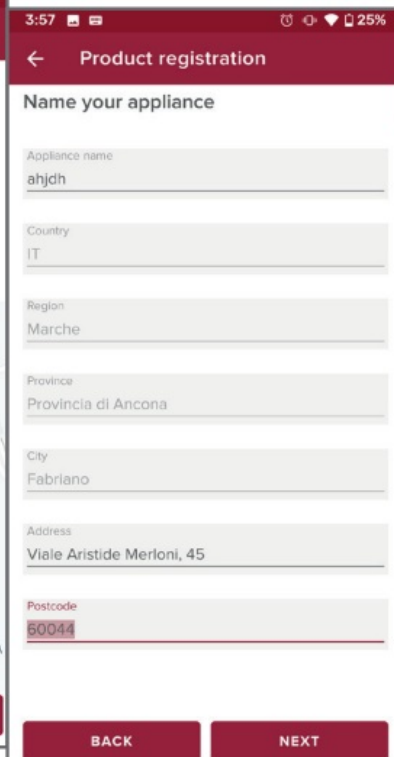 3:57 25%
← Product registration
Name your appliance
Appliance name
ahjdh
Country
IT
Region
Marche
Province
Provincia di Ancona
City
Fabriano
Address
Viale Aristide Merloni, 45
Postcode
60044
BACK NEXT